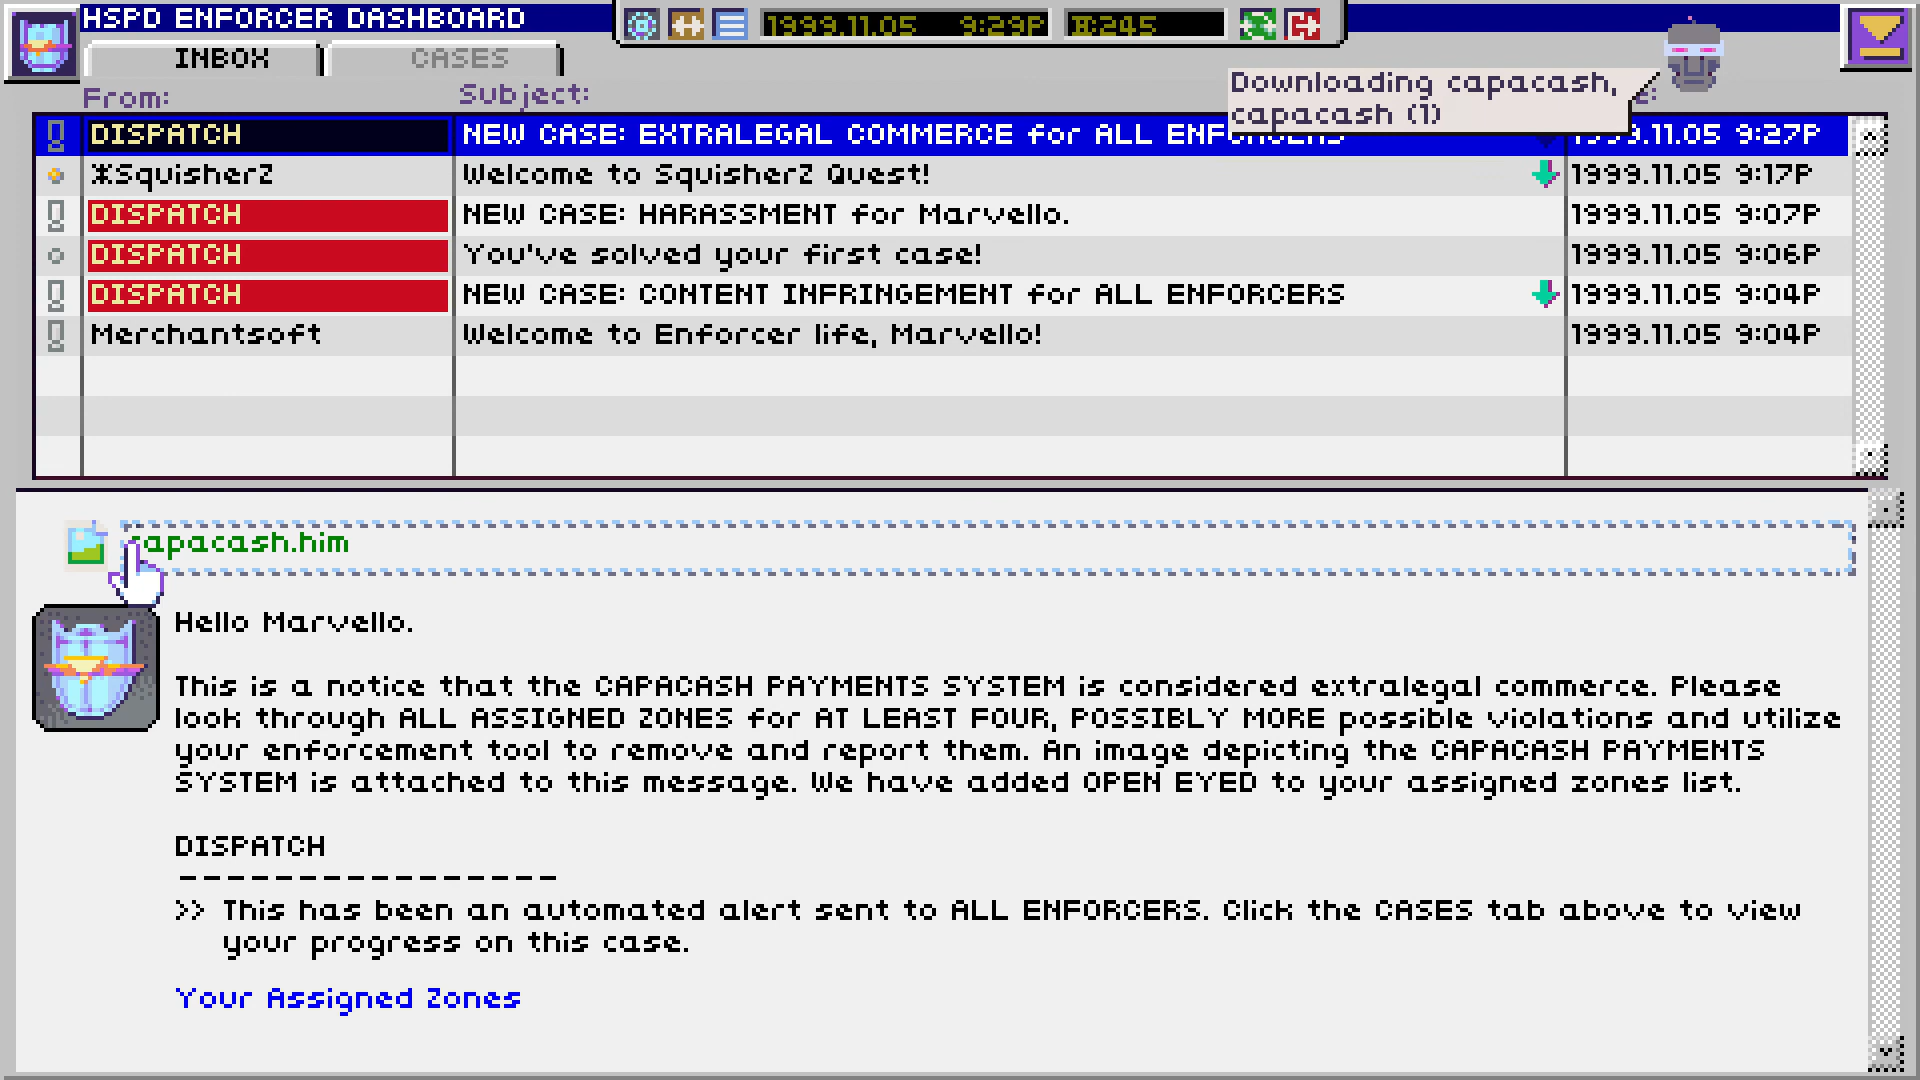 HSPD ENFORCER DASHBOARD
1999.11.05 9:29P
245
INBOX
CASES
Downloading capacash,
capacash (1)
From:
Subject:
DISPATCH
NEW CASE: EXTRALEGAL COMMERCE for ALL ENFORCERS
1999.11.05 9:27P
SquisherZ
Welcome to SquisherZ Quest!
1999.11.05 9:17P
DISPATCH
NEW CASE: HARASSMENT for Marvello.
1999.11.05 9:07P
DISPATCH
You've solved your first case!
1999.11.05 9:06P
DISPATCH
NEW CASE: CONTENT INFRINGEMENT for ALL ENFORCERS
1999.11.05 9:04P
Merchantsoft
Welcome to Enforcer life, Marvello!
1999.11.05 9:04P
capacash.him
Hello Marvello.
This is a notice that the CAPACASH PAYMENTS SYSTEM is considered extralegal commerce. Please
look through ALL ASSIGNED ZONES for AT LEAST FOUR, POSSIBLY MORE possible violations and utilize
your enforcement tool to remove and report them. An image depicting the CAPACASH PAYMENTS
SYSTEM is attached to this message. We have added OPEN EYED to your assigned zones list.
DISPATCH
----------------
>> This has been an automated alert sent to ALL ENFORCERS. Click the CASES tab above to view
your progress on this case.
Your Assigned Zones